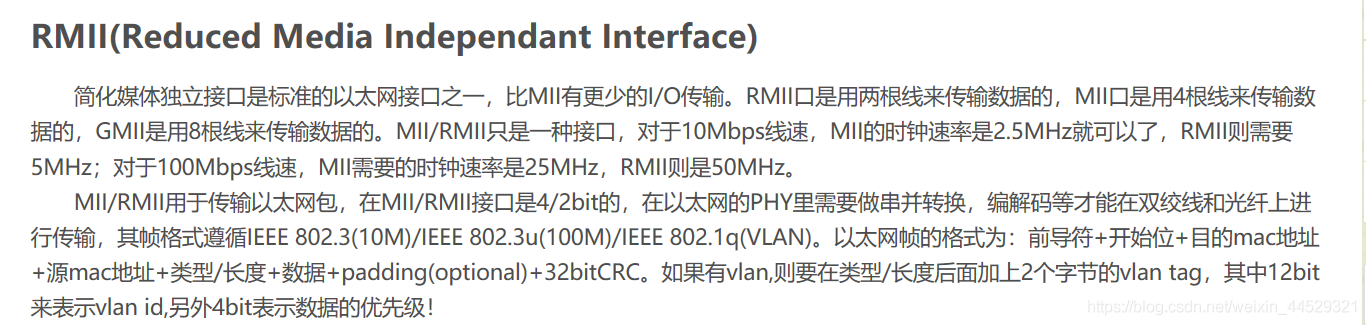 RMII(Reduced Media Independant Interface)
简化媒体独立接口是标准的以太网接口之一，比MII有更少的I/O传输。RMII口是用两根线来传输数据的，MII口是用4根线来传输数
据的，GMII是用8根线来传输数据的。MII/RMII只是一种接口，对于10Mbps线速，MII的时钟速率是2.5MHz就可以了，RMII则需要
5MHz；对于100Mbps线速，MII需要的时钟速率是25MHz，RMII则是50MHz。
MII/RMII用于传输以太网包，在MII/RMII接口是4/2bit的，在以太网的PHY里需要做串并转换，编解码等才能在双绞线和光纤上进
行传输，其帧格式遵循IEEE 802.3(10M)/IEEE 802.3u(100M)/IEEE 802.1q(VLAN)。以太网帧的格式为：前导符+开始位+目的mac地址
+源mac地址+类型/长度+数据+padding(optional)+32bitCRC。如果有vlan,则要在类型/长度后面加上2个字节的vlan tag，其中12bit
来表示vlan id,另外4bit表示数据的优先级！
https://blog.csdn.net/weixin_44529321